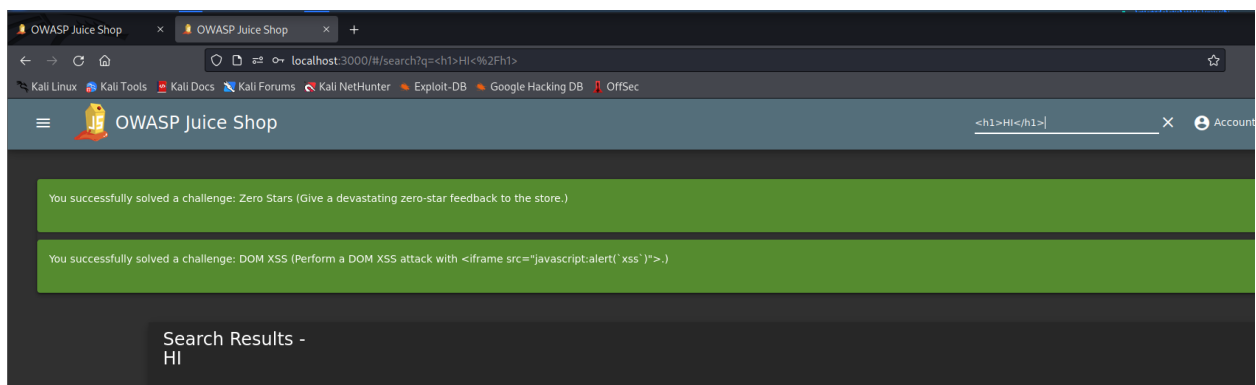 OWASP Juice Shop × OWASP Juice Shop × +
localhost:3000/#/search?q=<h1>HI<%2Fh1>
Kali Linux Kali Tools Kali Docs Kali Forums Kali NetHunter Exploit-DB Google Hacking DB OffSec
OWASP Juice Shop <h1>HI</h1> Account
You successfully solved a challenge: Zero Stars (Give a devastating zero-star feedback to the store.)
You successfully solved a challenge: DOM XSS (Perform a DOM XSS attack with <iframe src="javascript:alert(`xss`)">.)
Search Results -
HI